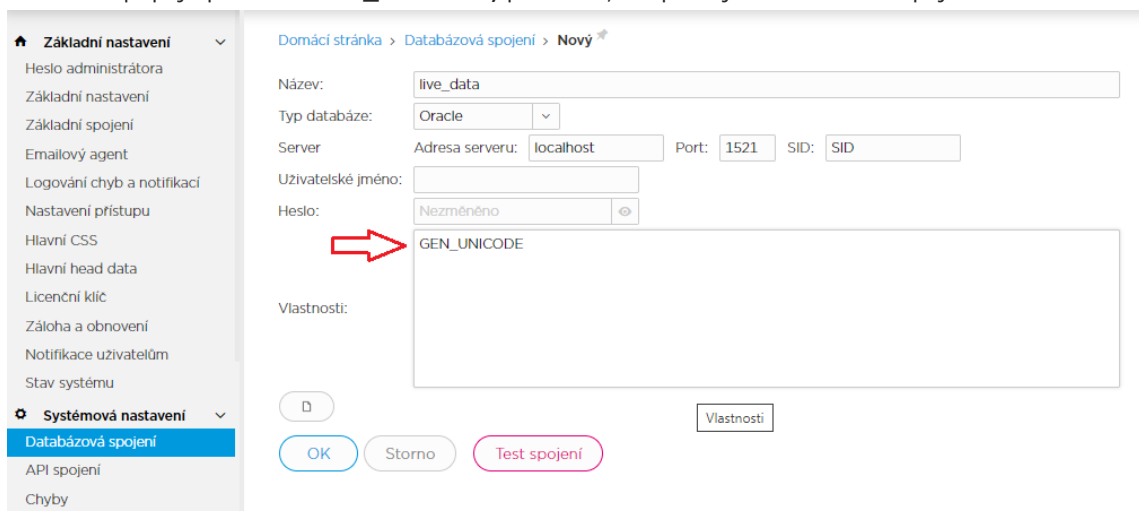 Základní nastavení
Heslo administrátora
Základní nastavení
Základní spojení
Emailový agent
Logování chyb a notifikací
Nastavení přístupu
Hlavní CSS
Hlavní head data
Licenční klíč
Záloha a obnovení
Notifikace uživatelům
Stav systému
Systémová nastavení
Databázová spojení
API spojení
Chyby
Domácí stránka > Databázová spojení > Nový
Název: live_data
Typ databáze: Oracle
Server Adresa serveru: localhost Port: 1521 SID: SID
Uživatelské jméno:
Heslo: Nezměněno
GEN_UNICODE
Vlastnosti:
Vlastnosti
OK Storno Test spojení